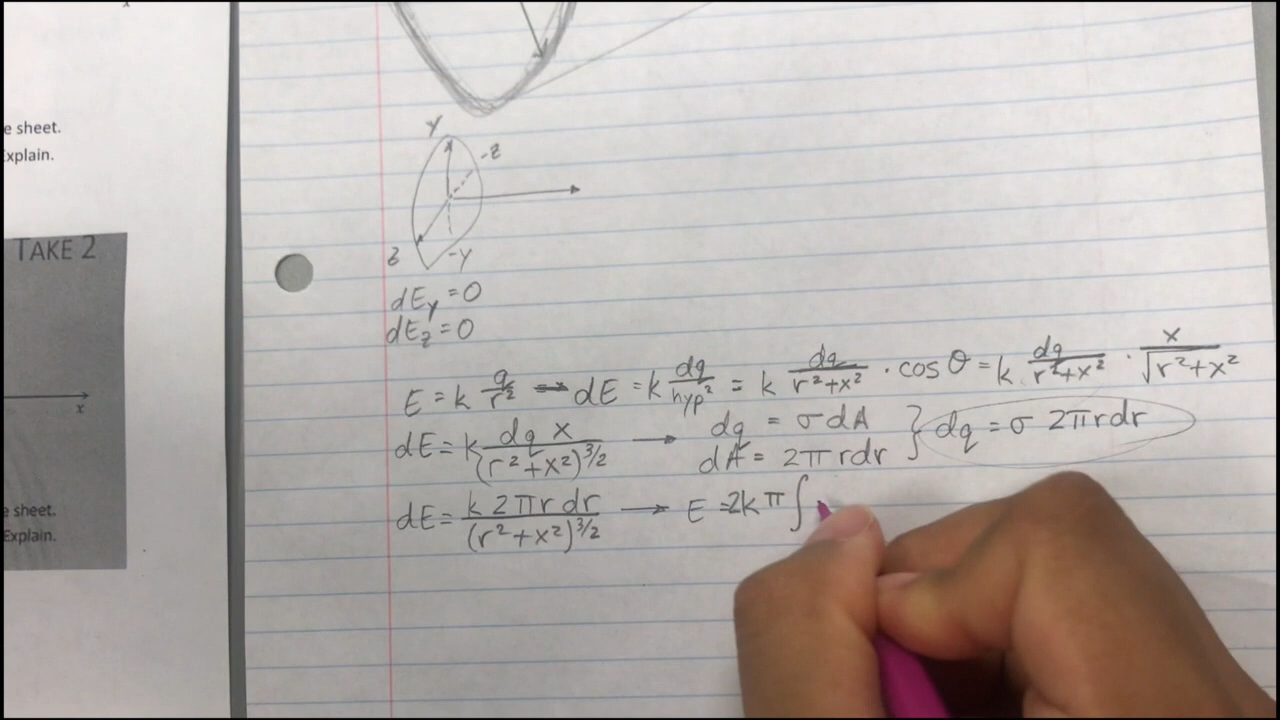 x
e sheet.
Explain.
TAKE 2
x
e sheet.
Explain.
Y
-z
z
-Y
dE_y = 0
dE_z = 0
E = k q/r² ⟹ dE = k dq/hyp² = k dq/(r²+x²) · cos θ = k dq/(r²+x²) · x/√(r²+x²)
dE = k dq x/(r²+x²)^(3/2) → dq = σ dA
dA = 2π r dr } dq = σ 2π r dr
dE = k 2π r dr/(r²+x²)^(3/2) → E = 2kπ ∫